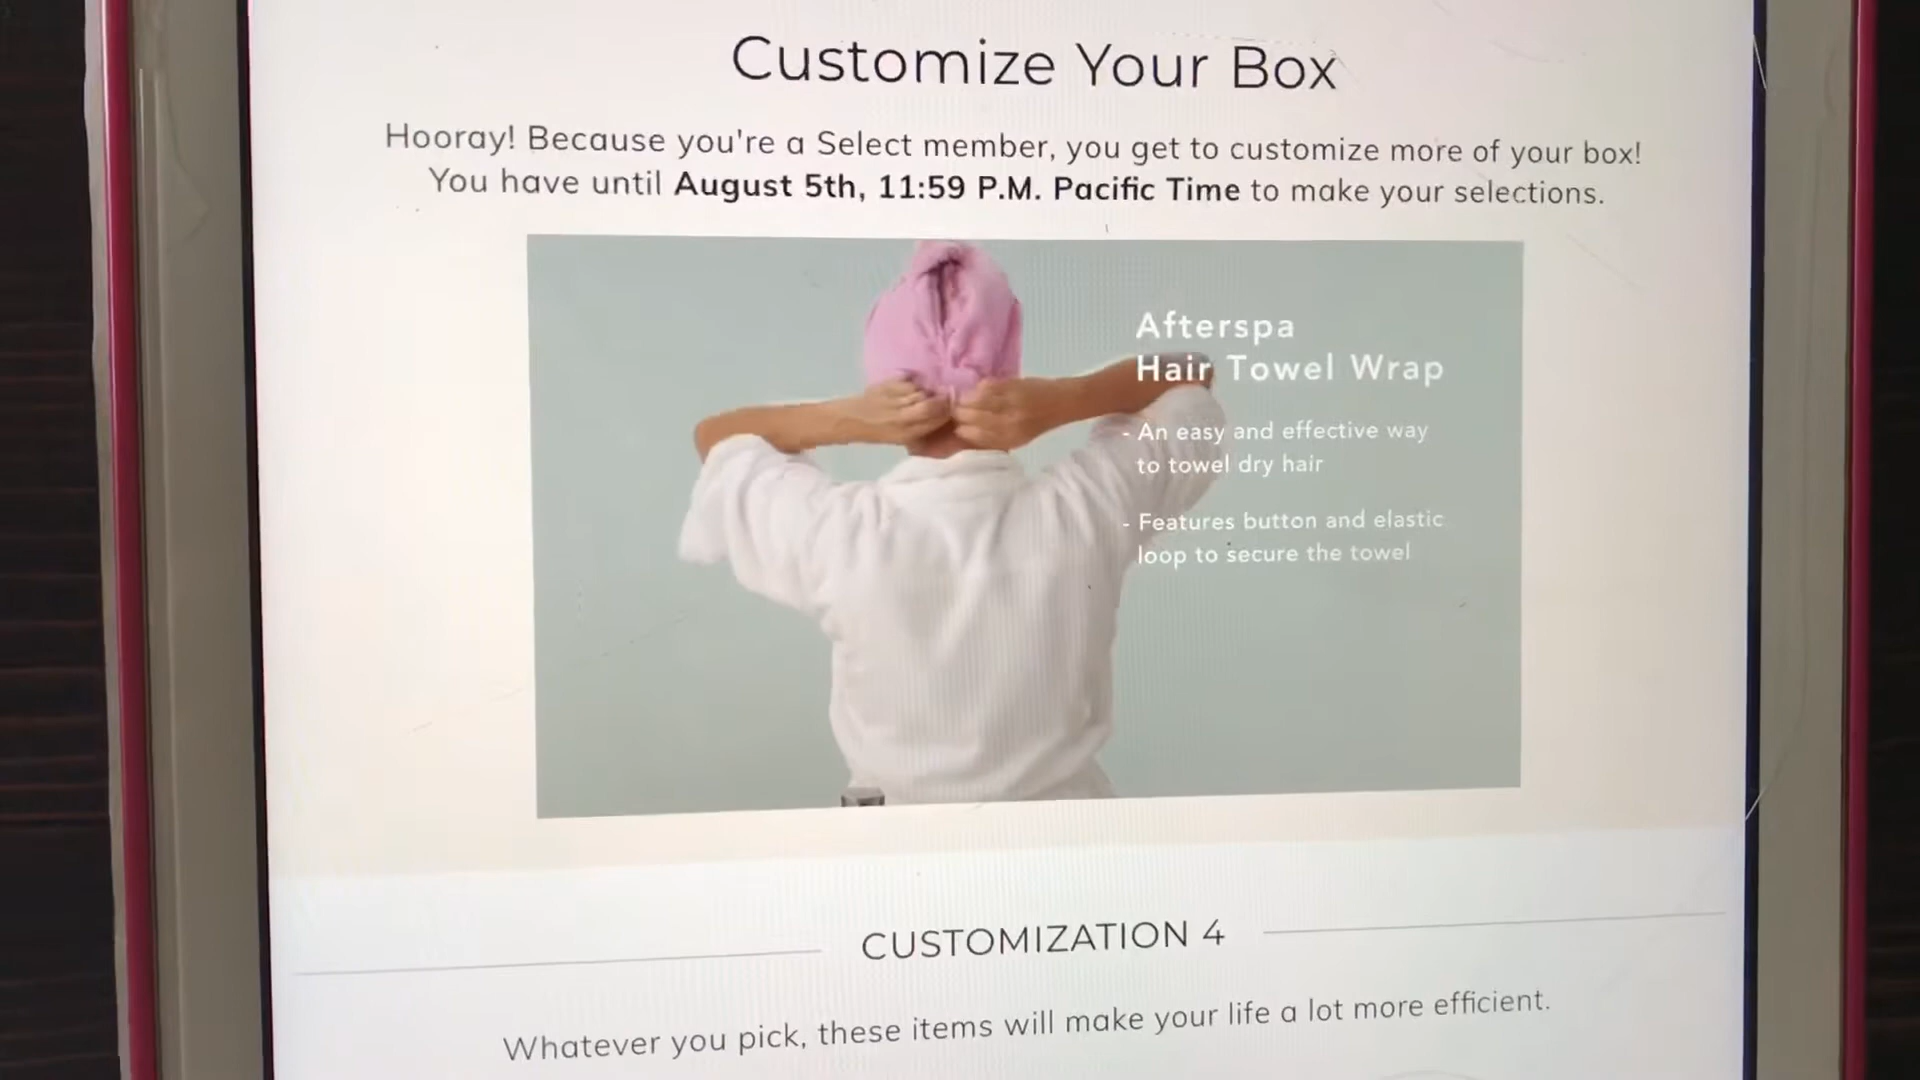 Customize Your Box
Hooray! Because you're a Select member, you get to customize more of your box!
You have until August 5th, 11:59 P.M. Pacific Time to make your selections.
Afterspa
Hair Towel Wrap
- An easy and effective way
to towel dry hair
- Features button and elastic
loop to secure the towel
CUSTOMIZATION 4
Whatever you pick, these items will make your life a lot more efficient.